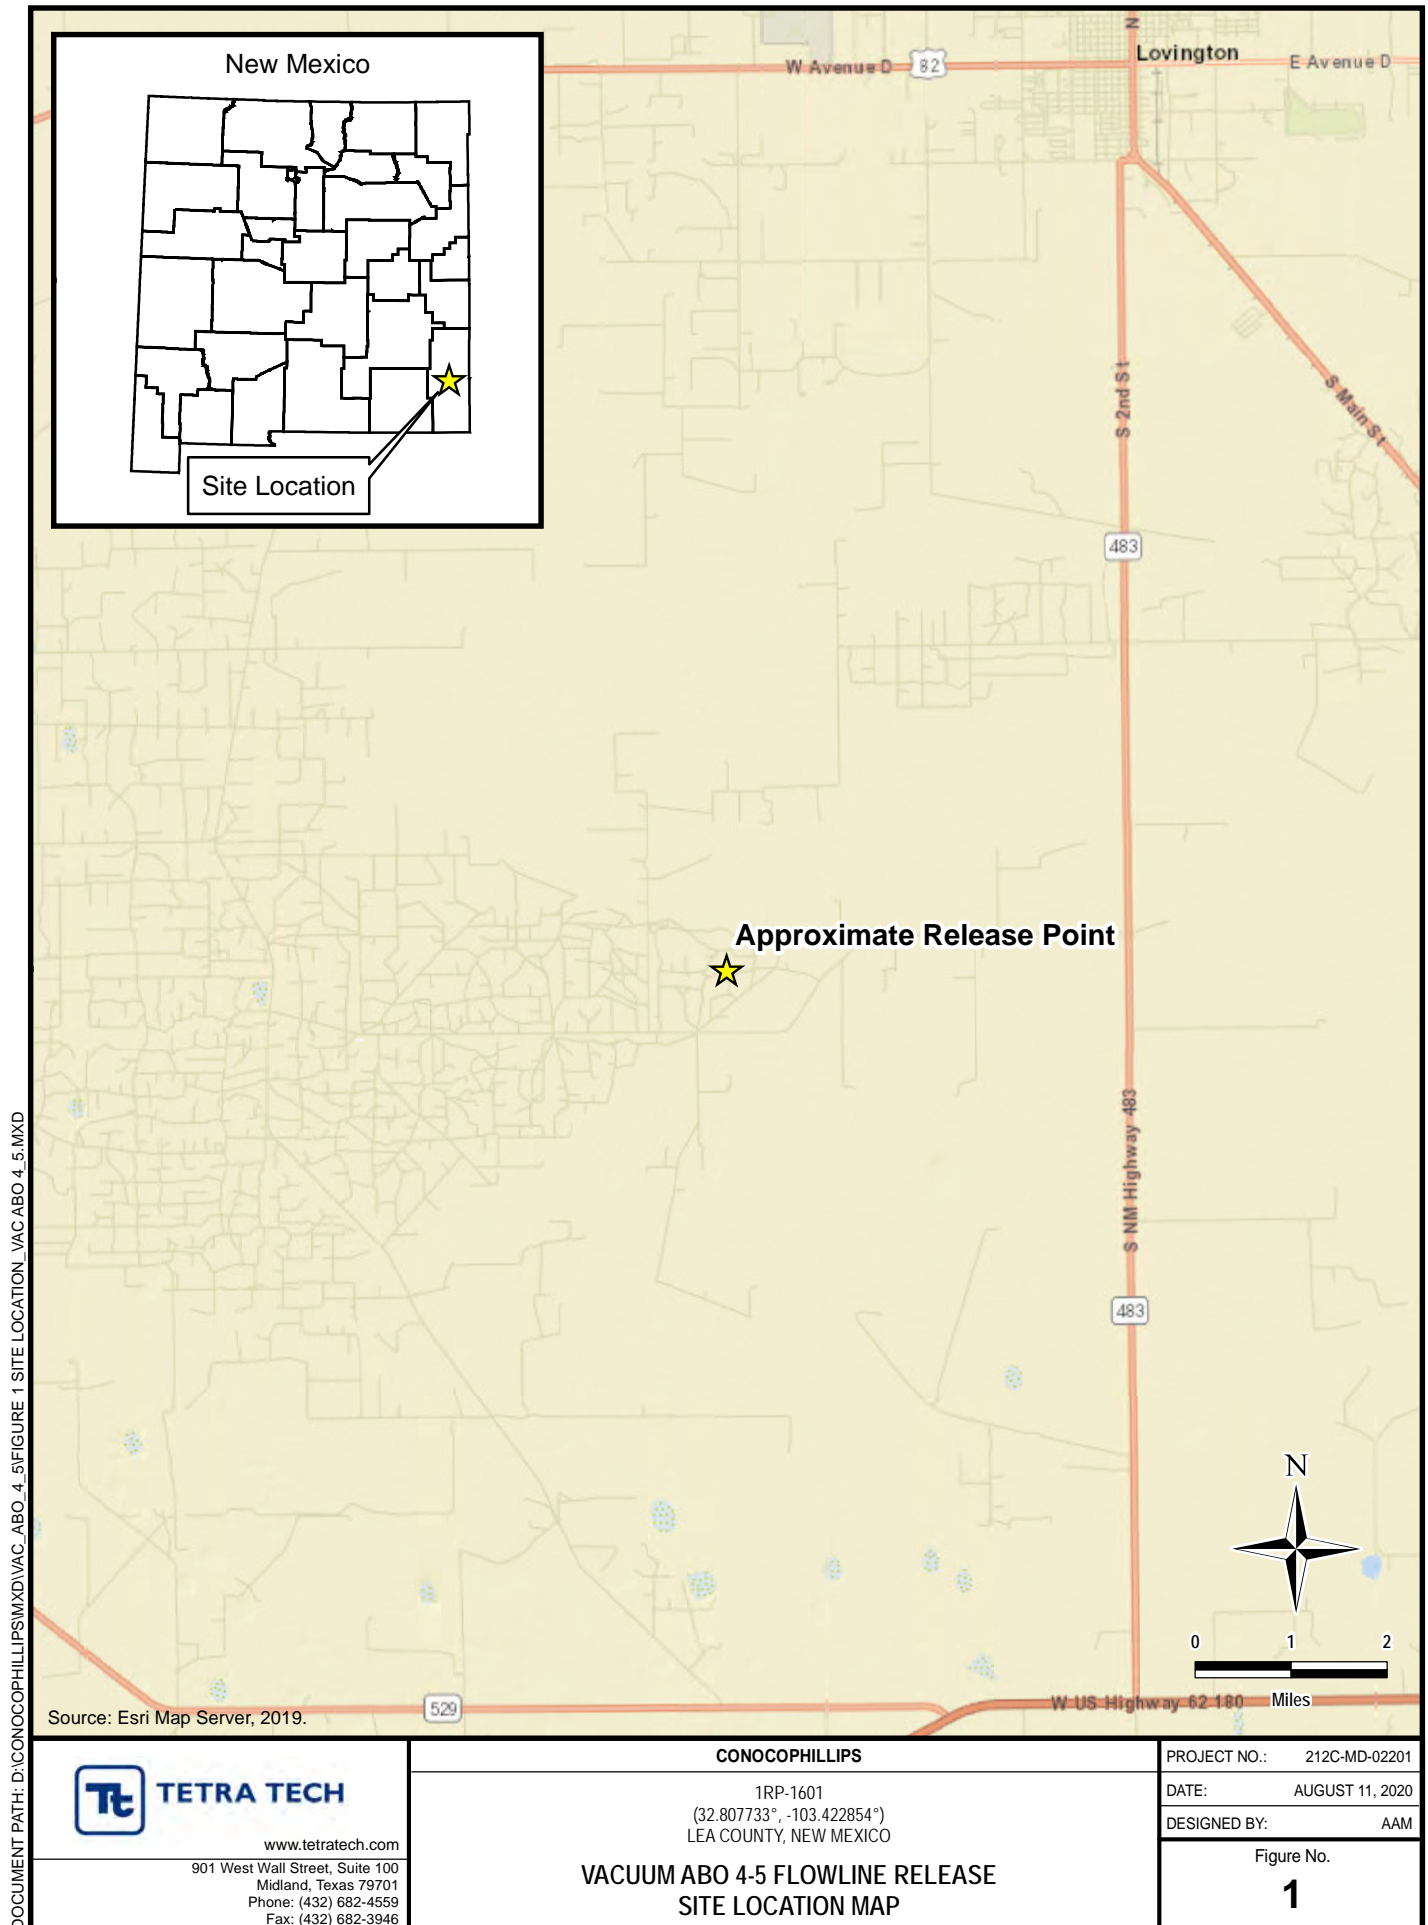 New Mexico
Site Location
W Avenue D
82
N
Lovington
E Avenue D
S 2nd St
S Main St
483
Approximate Release Point
S NM Highway 483
483
N
0 1 2
Miles
529
W US Highway 62 180
Source: Esri Map Server, 2019.
DOCUMENT PATH: D:\CONOCOPHILLIPS\MXD\VAC_ABO_4_5\FIGURE 1 SITE LOCATION_VAC ABO 4_5.MXD
Tt TETRA TECH
www.tetratech.com
901 West Wall Street, Suite 100
Midland, Texas 79701
Phone: (432) 682-4559
Fax: (432) 682-3946
CONOCOPHILLIPS
1RP-1601
(32.807733°, -103.422854°)
LEA COUNTY, NEW MEXICO
VACUUM ABO 4-5 FLOWLINE RELEASE
SITE LOCATION MAP
PROJECT NO.: 212C-MD-02201
DATE: AUGUST 11, 2020
DESIGNED BY: AAM
Figure No.
1